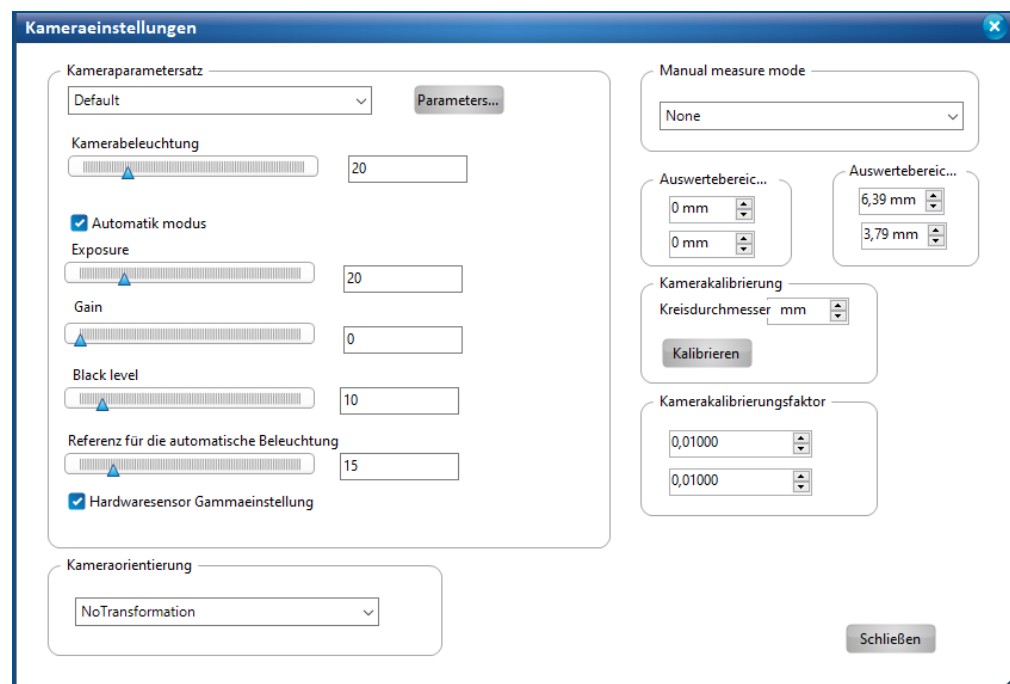 Kameraeinstellungen
Kameraparametersatz
Default
Parameters...
Kamerabeleuchtung
20
Automatik modus
Exposure
20
Gain
0
Black level
10
Referenz für die automatische Beleuchtung
15
Hardwaresensor Gammaeinstellung
Kameraorientierung
NoTransformation
Manual measure mode
None
Auswertebereic...
0 mm
0 mm
Auswertebereic...
6,39 mm
3,79 mm
Kamerakalibrierung
Kreisdurchmesser mm
Kalibrieren
Kamerakalibrierungsfaktor
0,01000
0,01000
Schließen